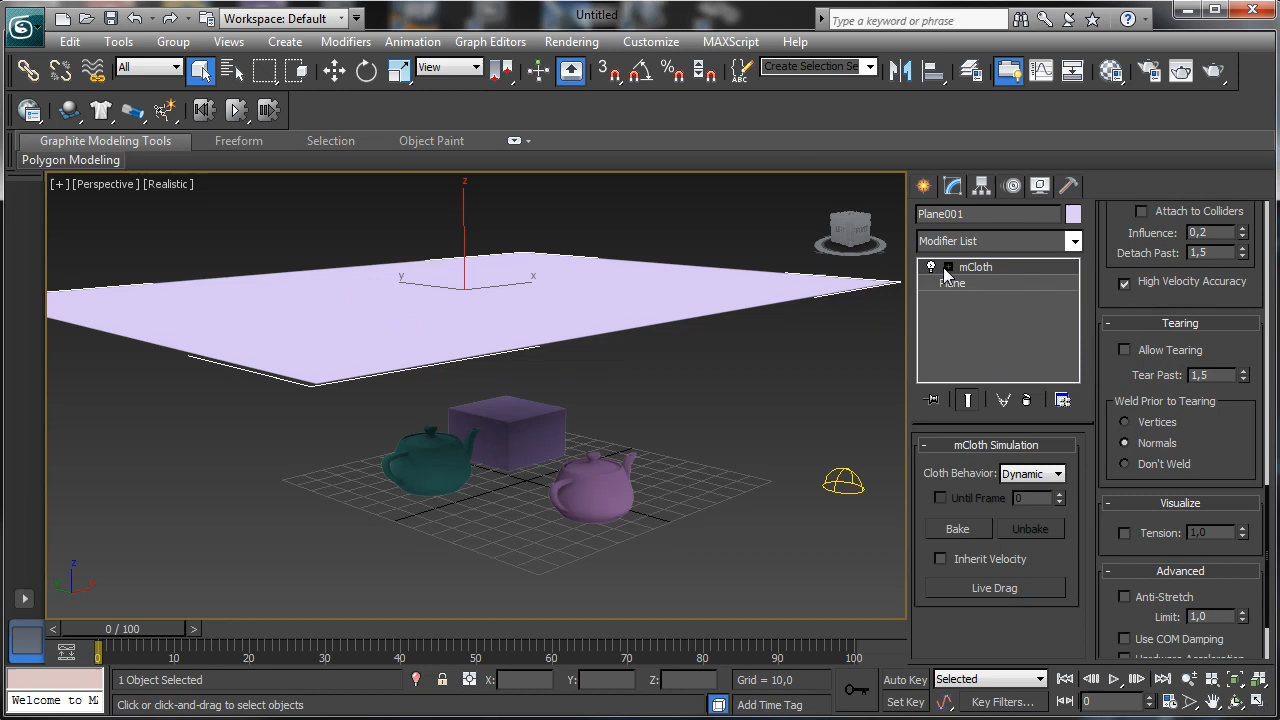 Workspace: Default
Untitled
Type a keyword or phrase
Edit Tools Group Views Create Modifiers Animation Graph Editors Rendering Customize MAXScript Help
All
View
3
Create Selection Se
Graphite Modeling Tools Freeform Selection Object Paint
Polygon Modeling
[+] [Perspective] [Realistic]
z
y
x
z
Plane001
Modifier List
mCloth
Plane
- mCloth Simulation
Cloth Behavior: Dynamic
Until Frame 0
Bake Unbake
Inherit Velocity
Live Drag
Attach to Colliders
Influence: 0,2
Detach Past: 1,5
High Velocity Accuracy
- Tearing
Allow Tearing
Tear Past: 1,5
Weld Prior to Tearing
Vertices
Normals
Don't Weld
- Visualize
Tension: 1,0
- Advanced
Anti-Stretch
Limit: 1,0
Use COM Damping
< 0 / 100 >
0 10 20 30 40 50 60 70 80 90 100
1 Object Selected X: Y: Z: Grid = 10,0 Auto Key Selected
Welcome to M
Click or click-and-drag to select objects Add Time Tag Set Key Key Filters... 0